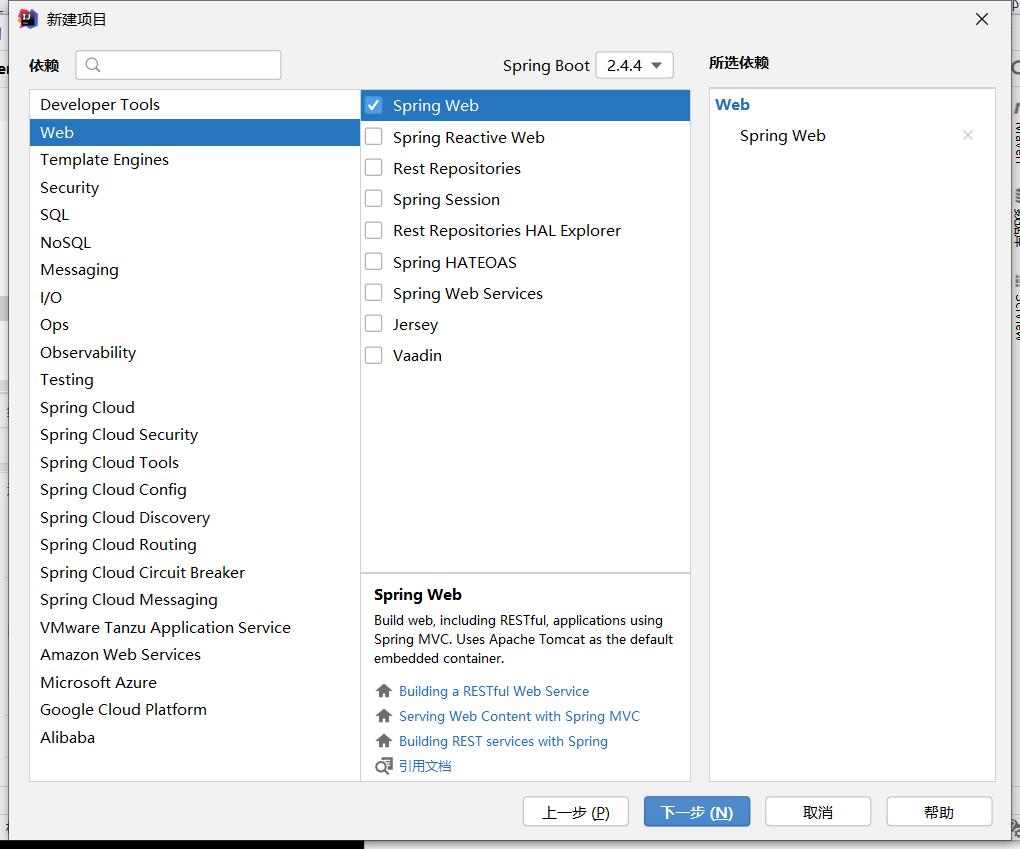 新建项目
依赖
Spring Boot 2.4.4
所选依赖
Developer Tools
Web
Template Engines
Security
SQL
NoSQL
Messaging
I/O
Ops
Observability
Testing
Spring Cloud
Spring Cloud Security
Spring Cloud Tools
Spring Cloud Config
Spring Cloud Discovery
Spring Cloud Routing
Spring Cloud Circuit Breaker
Spring Cloud Messaging
VMware Tanzu Application Service
Amazon Web Services
Microsoft Azure
Google Cloud Platform
Alibaba
Spring Web
Spring Reactive Web
Rest Repositories
Spring Session
Rest Repositories HAL Explorer
Spring HATEOAS
Spring Web Services
Jersey
Vaadin
Spring Web
Build web, including RESTful, applications using
Spring MVC. Uses Apache Tomcat as the default
embedded container.
Building a RESTful Web Service
Serving Web Content with Spring MVC
Building REST services with Spring
引用文档
Web
Spring Web
上一步 (P)
下一步 (N)
取消
帮助